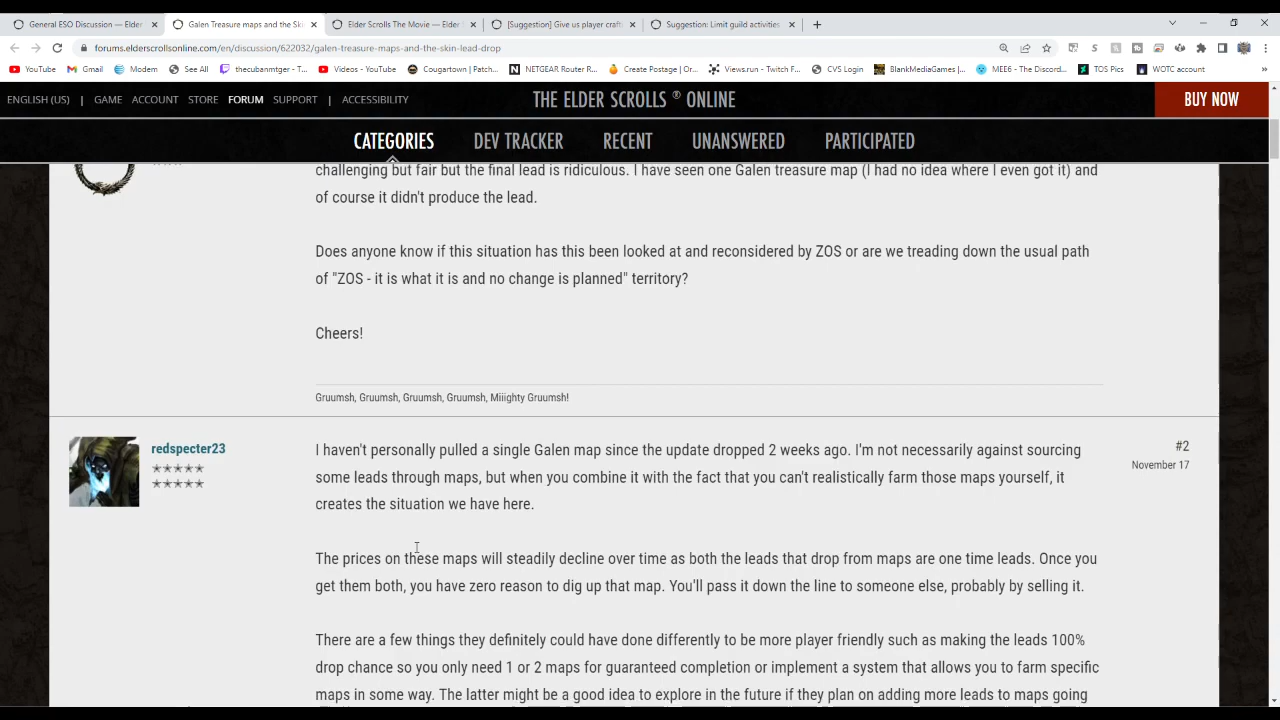 General ESO Discussion — Elder
Galen Treasure maps and the Ski
Elder Scrolls The Movie — Elder
[Suggestion] Give us player craft
Suggestion: Limit guild activities
forums.elderscrollsonline.com/en/discussion/622032/galen-treasure-maps-and-the-skin-lead-drop
YouTube
Gmail
Modem
See All
thecubanmtger - T...
Videos - YouTube
Cougartown | Patch...
NETGEAR Router R...
Create Postage | Or...
Views.run - Twitch F...
CVS Login
BlankMediaGames |...
MEE6 - The Discord...
TOS Pics
WOTC account
»
ENGLISH (US) | GAME ACCOUNT STORE FORUM SUPPORT | ACCESSIBILITY
THE ELDER SCROLLS ® ONLINE
BUY NOW
CATEGORIES DEV TRACKER RECENT UNANSWERED PARTICIPATED
challenging but fair but the final lead is ridiculous. I have seen one Galen treasure map (I had no idea where I even got it) and
of course it didn't produce the lead.
Does anyone know if this situation has this been looked at and reconsidered by ZOS or are we treading down the usual path
of "ZOS - it is what it is and no change is planned" territory?
Cheers!
Gruumsh, Gruumsh, Gruumsh, Gruumsh, Miiighty Gruumsh!
redspecter23
#2
November 17
I haven't personally pulled a single Galen map since the update dropped 2 weeks ago. I'm not necessarily against sourcing
some leads through maps, but when you combine it with the fact that you can't realistically farm those maps yourself, it
creates the situation we have here.
The prices on these maps will steadily decline over time as both the leads that drop from maps are one time leads. Once you
get them both, you have zero reason to dig up that map. You'll pass it down the line to someone else, probably by selling it.
There are a few things they definitely could have done differently to be more player friendly such as making the leads 100%
drop chance so you only need 1 or 2 maps for guaranteed completion or implement a system that allows you to farm specific
maps in some way. The latter might be a good idea to explore in the future if they plan on adding more leads to maps going